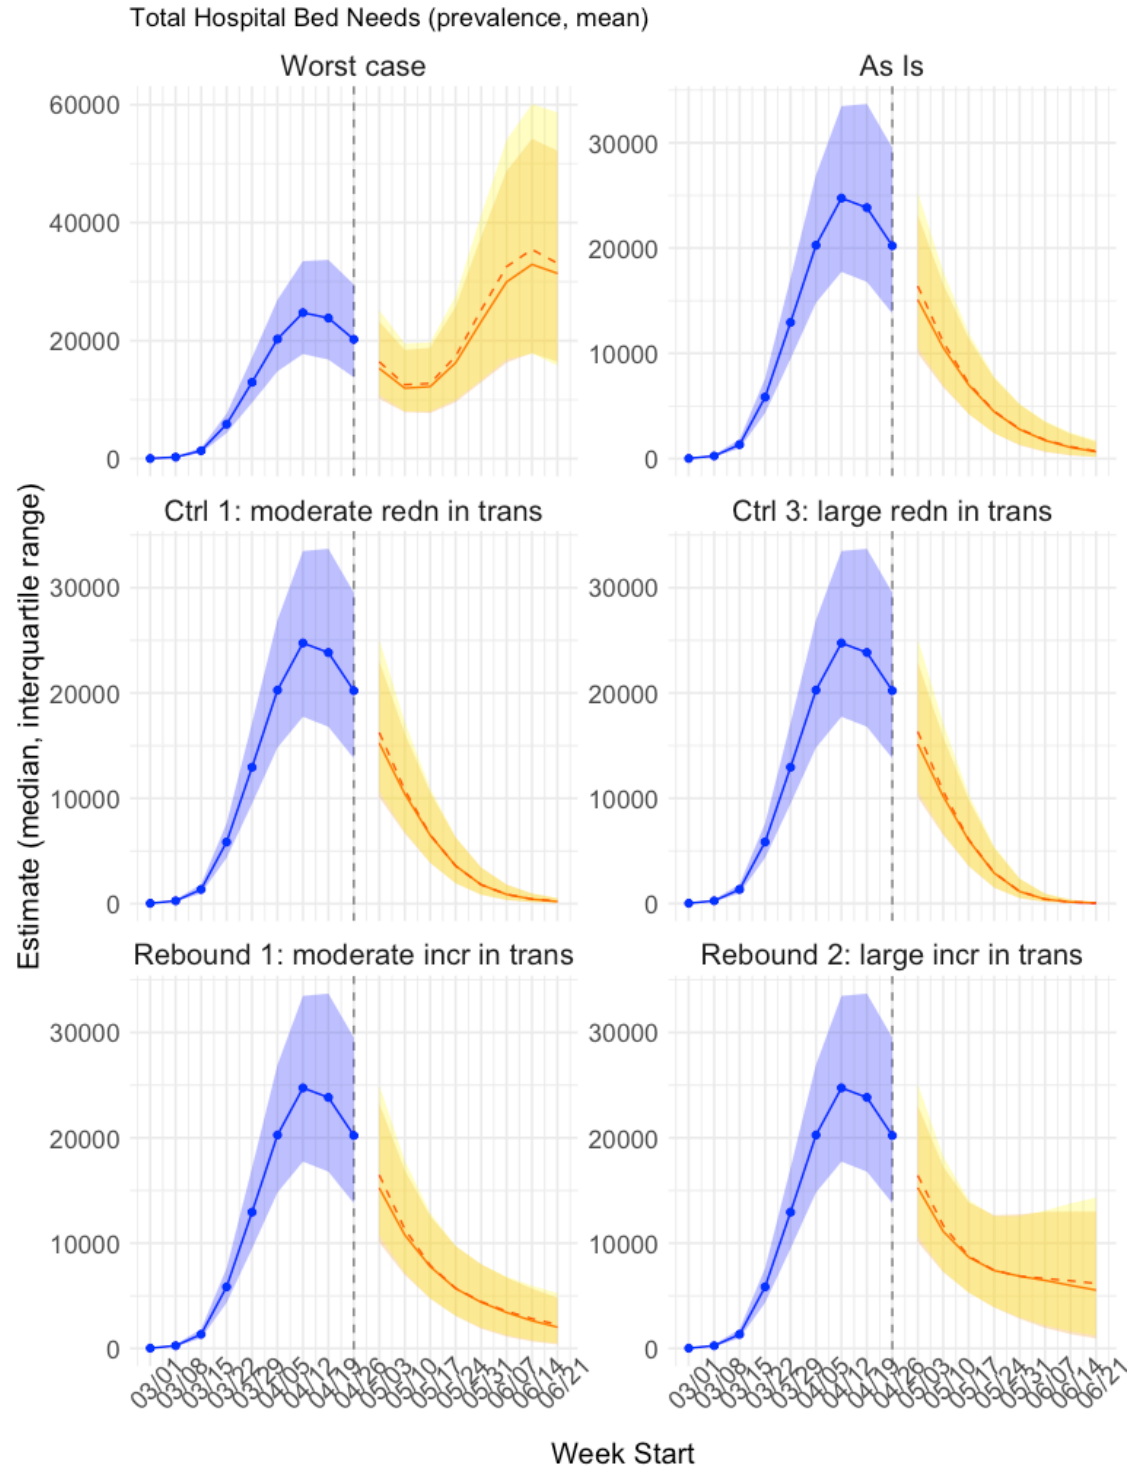 Total Hospital Bed Needs (prevalence, mean)
Worst case
As Is
60000
40000
20000
0
30000
20000
10000
0
Ctrl 1: moderate redn in trans
Ctrl 3: large redn in trans
30000
20000
10000
0
30000
20000
10000
0
Rebound 1: moderate incr in trans
Rebound 2: large incr in trans
30000
20000
10000
0
30000
20000
10000
0
Estimate (median, interquartile range)
03/01 03/08 03/15 03/22 03/29 04/05 04/12 04/19 04/26 05/03 05/10 05/17 05/24 05/31 06/07 06/14 06/21
03/01 03/08 03/15 03/22 03/29 04/05 04/12 04/19 04/26 05/03 05/10 05/17 05/24 05/31 06/07 06/14 06/21
Week Start